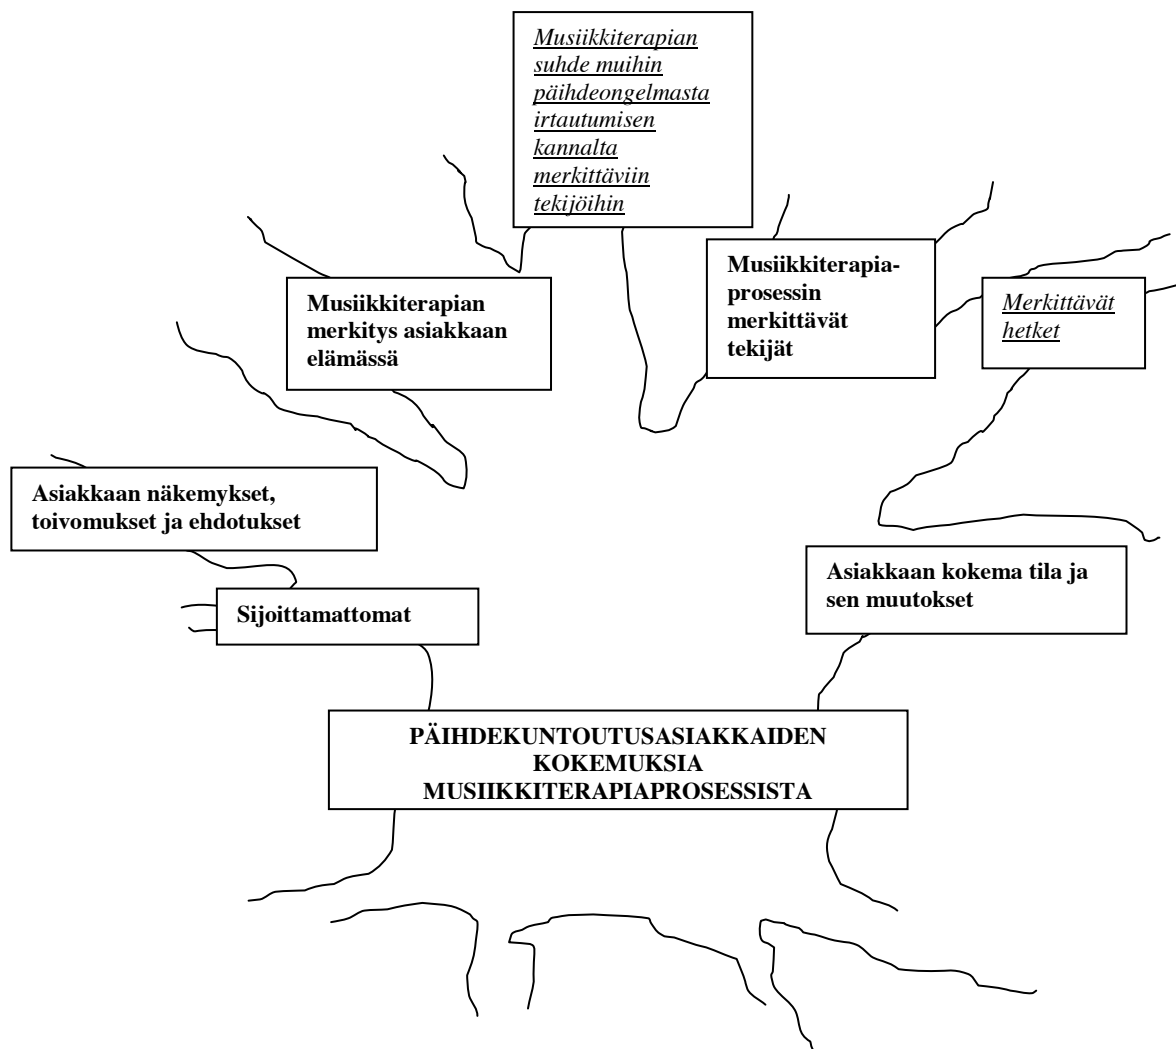 Musiikkiterapian
suhde muihin
päihdeongelmasta
irtautumisen
kannalta
merkittäviin
tekijöihin
Musiikkiterapian
merkitys asiakkaan
elämässä
Musiikkiterapia-
prosessin
merkittävät
tekijät
Merkittävät
hetket
Asiakkaan näkemykset,
toivomukset ja ehdotukset
Sijoittamattomat
Asiakkaan kokema tila ja
sen muutokset
PÄIHDEKUNTOUTUSASIAKKAIDEN
KOKEMUKSIA
MUSIIKKITERAPIAPROSESSISTA